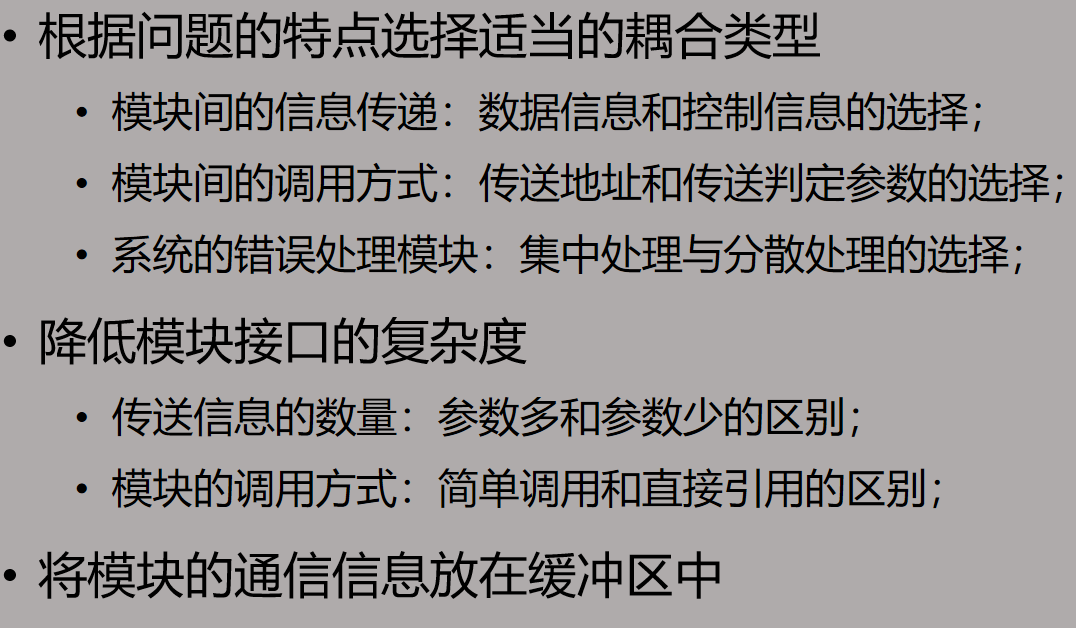 • 根据问题的特点选择适当的耦合类型
• 模块间的信息传递：数据信息和控制信息的选择；
• 模块间的调用方式：传送地址和传送判定参数的选择；
• 系统的错误处理模块：集中处理与分散处理的选择；
• 降低模块接口的复杂度
• 传送信息的数量：参数多和参数少的区别；
• 模块的调用方式：简单调用和直接引用的区别；
• 将模块的通信信息放在缓冲区中